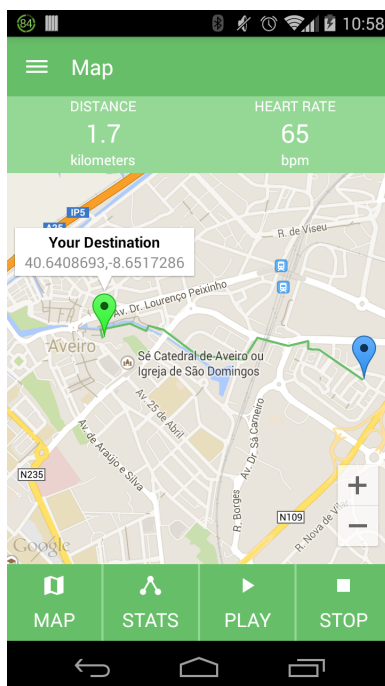 84
10:58
Map
DISTANCE
HEART RATE
1.7
65
kilometers
bpm
IP5
A25
R. de Viseu
Your Destination
40.6408693,-8.6517286
Av. Dr. Lourenço Peixinho
Aveiro
Sé Catedral de Aveiro ou
Igreja de São Domingos
Av. 25 de Abril
Av. de Araújo e Silva
Av. Dr. Sá Carneiro
N235
R. Borges
N109
R. Nova de
+
−
Google
MAP
STATS
PLAY
STOP